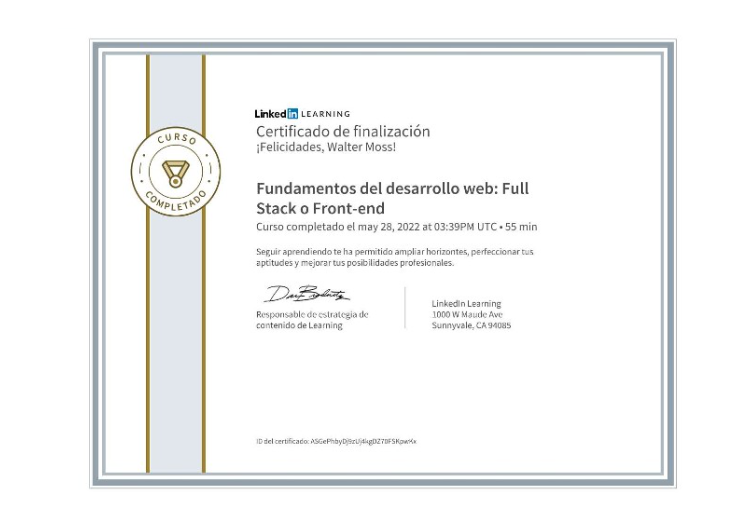 CURSO
COMPLETADO
Linkedin LEARNING
Certificado de finalización
¡Felicidades, Walter Moss!
Fundamentos del desarrollo web: Full
Stack o Front-end
Curso completado el may 28, 2022 at 03:39PM UTC • 55 min
Seguir aprendiendo te ha permitido ampliar horizontes, perfeccionar tus
aptitudes y mejorar tus posibilidades profesionales.
Responsable de estrategia de
contenido de Learning
LinkedIn Learning
1000 W Maude Ave
Sunnyvale, CA 94085
ID del certificado: